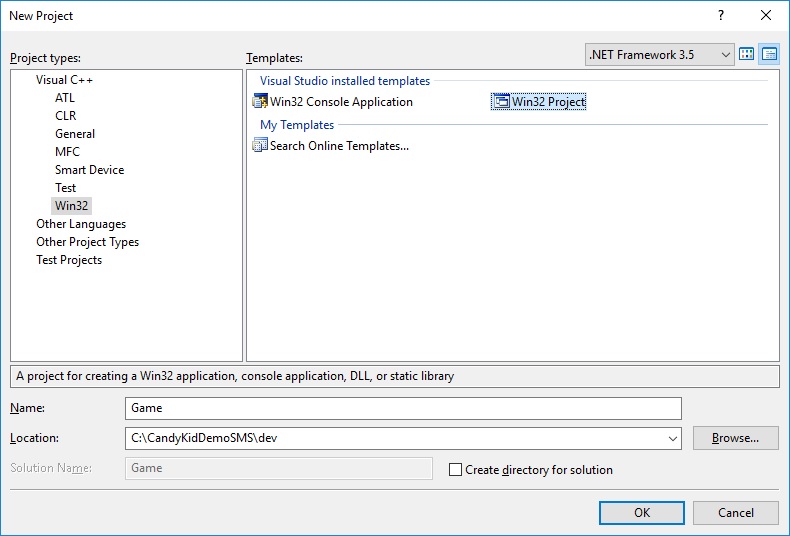 New Project
?
Project types:
Templates:
.NET Framework 3.5
Visual C++
ATL
CLR
General
MFC
Smart Device
Test
Win32
Other Languages
Other Project Types
Test Projects
Visual Studio installed templates
Win32 Console Application
Win32 Project
My Templates
Search Online Templates...
A project for creating a Win32 application, console application, DLL, or static library
Name:
Game
Location:
C:\CandyKidDemoSMS\dev
Browse...
Solution Name:
Game
Create directory for solution
OK
Cancel